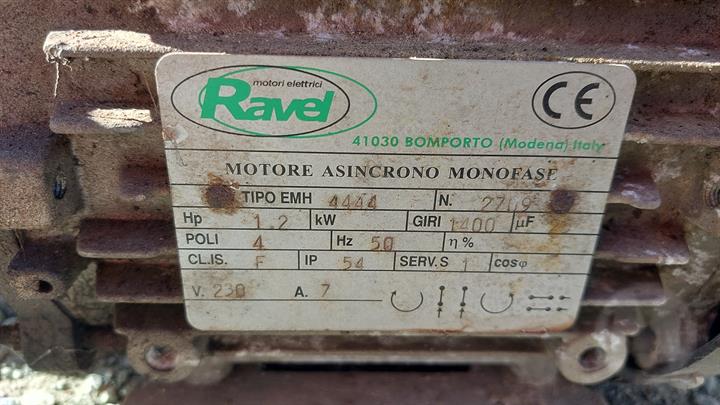 motori elettrici
Ravel
CE
41030 BOMPORTO (Modena) Italy
MOTORE ASINCRONO MONOFASE
TIPO EMH 4444 N. 2709
Hp 1.2 kW GIRI 1400 µF
POLI 4 Hz 50 η %
CL.IS. F IP 54 SERV.S 1 cosφ
V. 230 A. 7